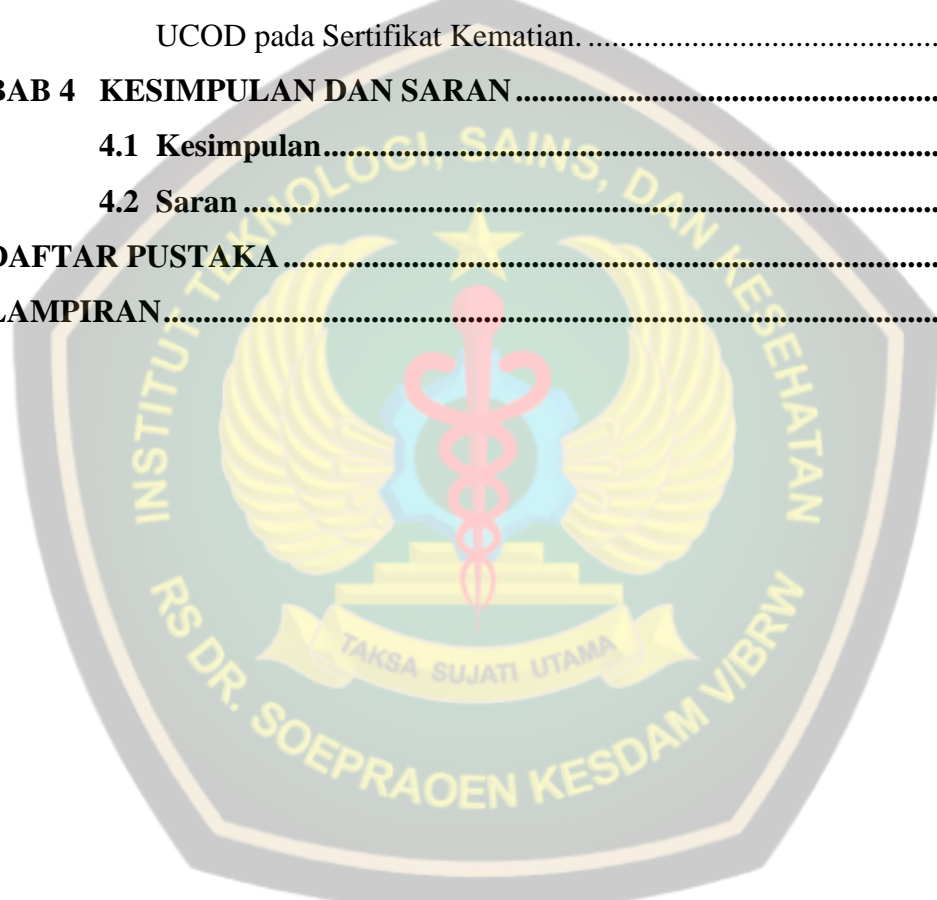 UCOD pada Sertifikat Kematian. ........................................
BAB 4 KESIMPULAN DAN SARAN ........................................
4.1 Kesimpulan ........................................
4.2 Saran ........................................
DAFTAR PUSTAKA ........................................
LAMPIRAN ........................................
INSTITUT TEKNOLOGI, SAINS, DAN KESEHATAN
TAKSA SUJATI UTAMA
RS DR. SOEPRAOEN KESDAM V/BRW